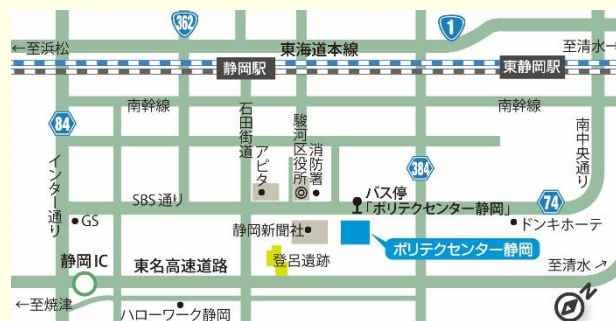 362
1
←至浜松
東海道本線
至清水→
静岡駅
東静岡駅
南幹線
南幹線
84
石田街道
駿河区役所
消防署
アピタ
384
南中央通り
インター通り
SBS通り
バス停
「ポリテクセンター静岡」
74
GS
静岡新聞社
ドンキホーテ
ポリテクセンター静岡
静岡IC
東名高速道路
登呂遺跡
至清水↗
←至焼津
ハローワーク静岡
N